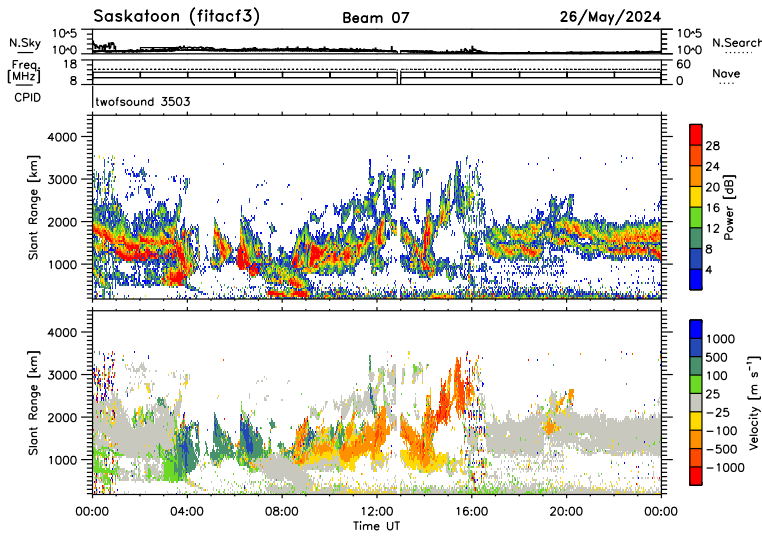 Saskatoon (fitacf3) Beam 07 26/May/2024
N.Sky 10^5 10^0 10^5 10^0 N.Search
Freq. [MHz] 18 8 60 0 Nave
CPID twofsound 3503
Slant Range [km] 4000 3000 2000 1000
28 24 20 16 12 8 4 Power [dB]
Slant Range [km] 4000 3000 2000 1000
1000 500 100 25 -25 -100 -500 -1000 Velocity [m s⁻¹]
00:00 04:00 08:00 12:00 16:00 20:00 00:00
Time UT